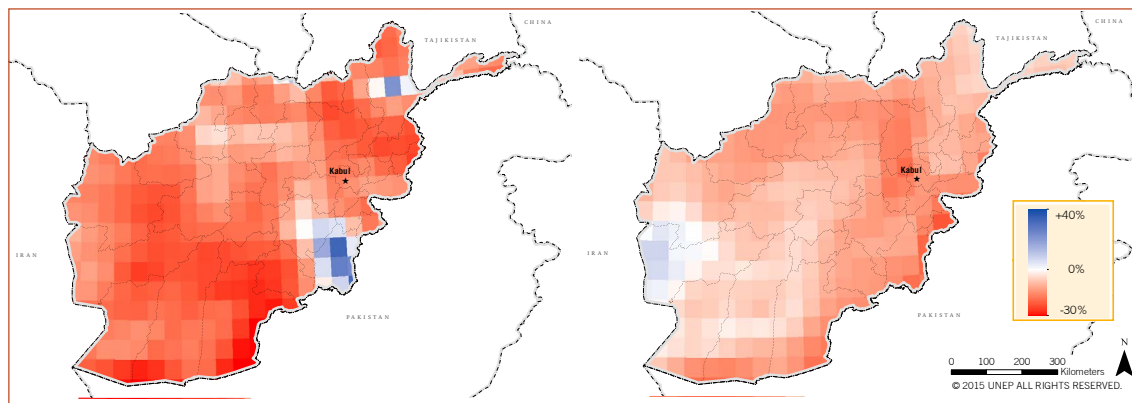 CHINA
TAJIKISTAN
Kabul
IRAN
PAKISTAN
CHINA
TAJIKISTAN
Kabul
IRAN
PAKISTAN
+40%
0%
-30%
N
0 100 200 300
Kilometers
© 2015 UNEP ALL RIGHTS RESERVED.